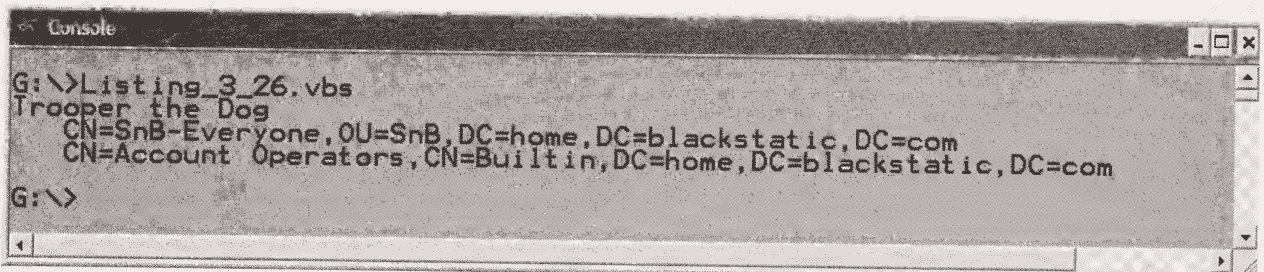 Console
G:\>Listing_3_26.vbs
Trooper the Dog
CN=SnB-Everyone,OU=SnB,DC=home,DC=blackstatic,DC=com
CN=Account Operators,CN=Builtin,DC=home,DC=blackstatic,DC=com
G:\>